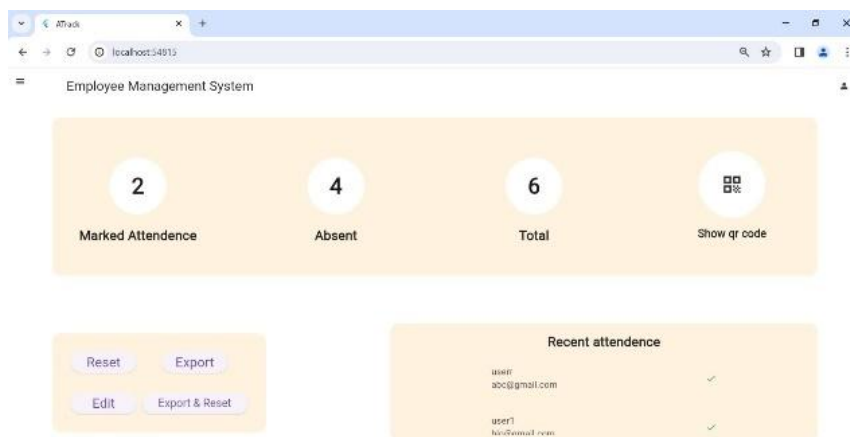 ATrack
localhost:54815
Employee Management System
2
4
6
Marked Attendence
Absent
Total
Show qr code
Reset
Export
Edit
Export & Reset
Recent attendence
userr
abc@gmail.com
user1